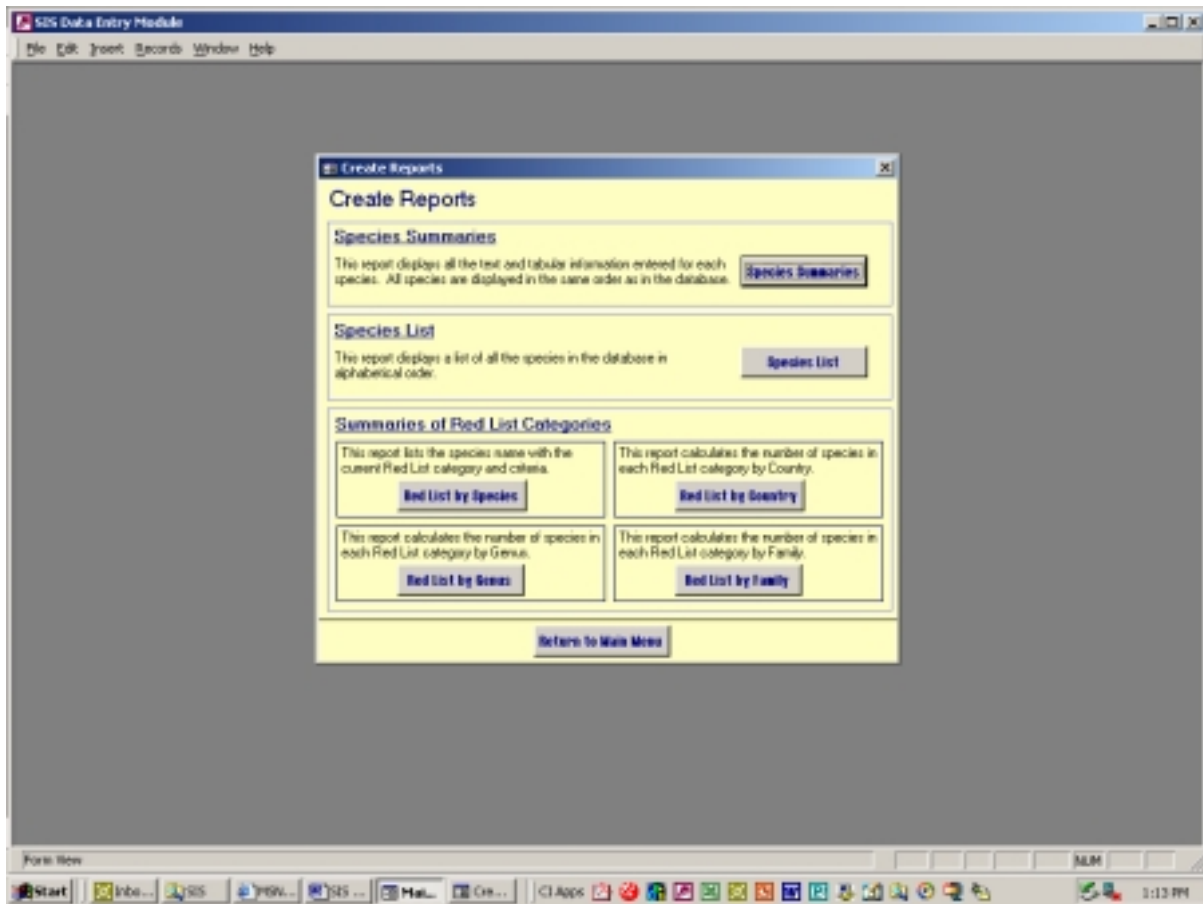 SIS Data Entry Module
File Edit Insert Records Window Help
Create Reports
Create Reports
Species Summaries
This report displays all the text and tabular information entered for each
species. All species are displayed in the same order as in the database.
Species Summaries
Species List
This report displays a list of all the species in the database in
alphabetical order.
Species List
Summaries of Red List Categories
This report lists the species name with the
current Red List category and criteria.
Red List by Species
This report calculates the number of species in
each Red List category by Country.
Red List by Country
This report calculates the number of species in
each Red List category by Genus.
Red List by Genus
This report calculates the number of species in
each Red List category by Family.
Red List by Family
Return to Main Menu
Form View
NUM
Start
Inbo...
SIS
MSN...
SIS ...
Mai...
Cre...
CI Apps
1:13 PM